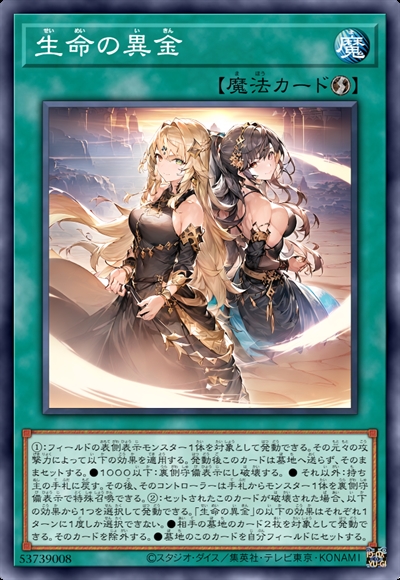 生命の異金
魔
【魔法カード】
①:フィールドの表側表示モンスター1体を対象として発動できる。その元々の攻
撃力によって以下の効果を適用する。発動後このカードは墓地へ送らず、そのま
まセットする。●1000以下:裏側守備表示にし破壊する。● それ以外:持ち
主の手札に戻す。その後、そのコントローラーは手札からモンスター1体を裏側守
備表示で特殊召喚できる。②:セットされたこのカードが破壊された場合、以下
の効果から1つを選択して発動できる。「生命の異金」の以下の効果はそれぞれ1
ターンに1度しか選択できない。●相手の墓地のカード2枚を対象として発動で
きる。そのカードを除外する。●墓地のこのカードを自分フィールドにセットする。
53739008
©スタジオ・ダイス/集英社・テレビ東京・KONAMI